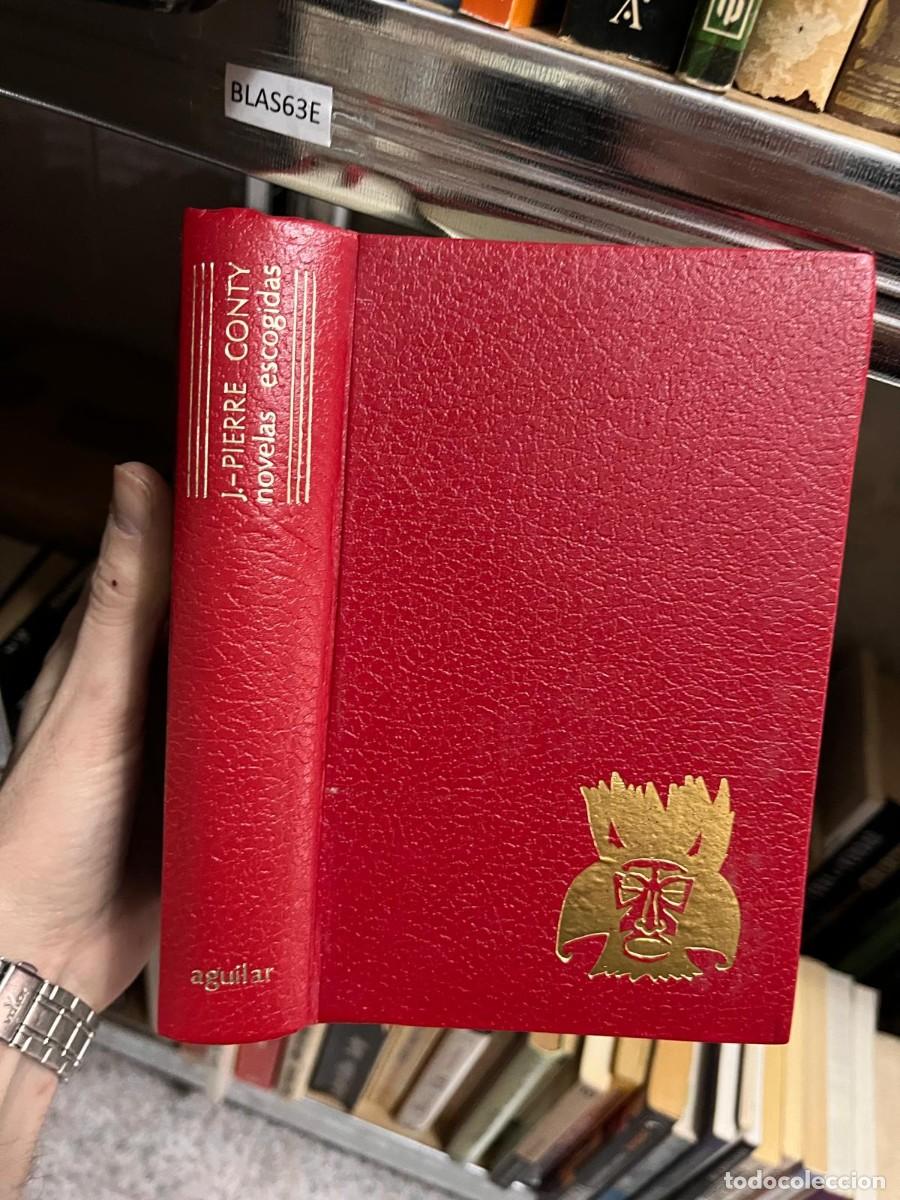 BLAS63E
J.-PIERRE CONTY
novelas escogidas
aguilar
todocoleccion